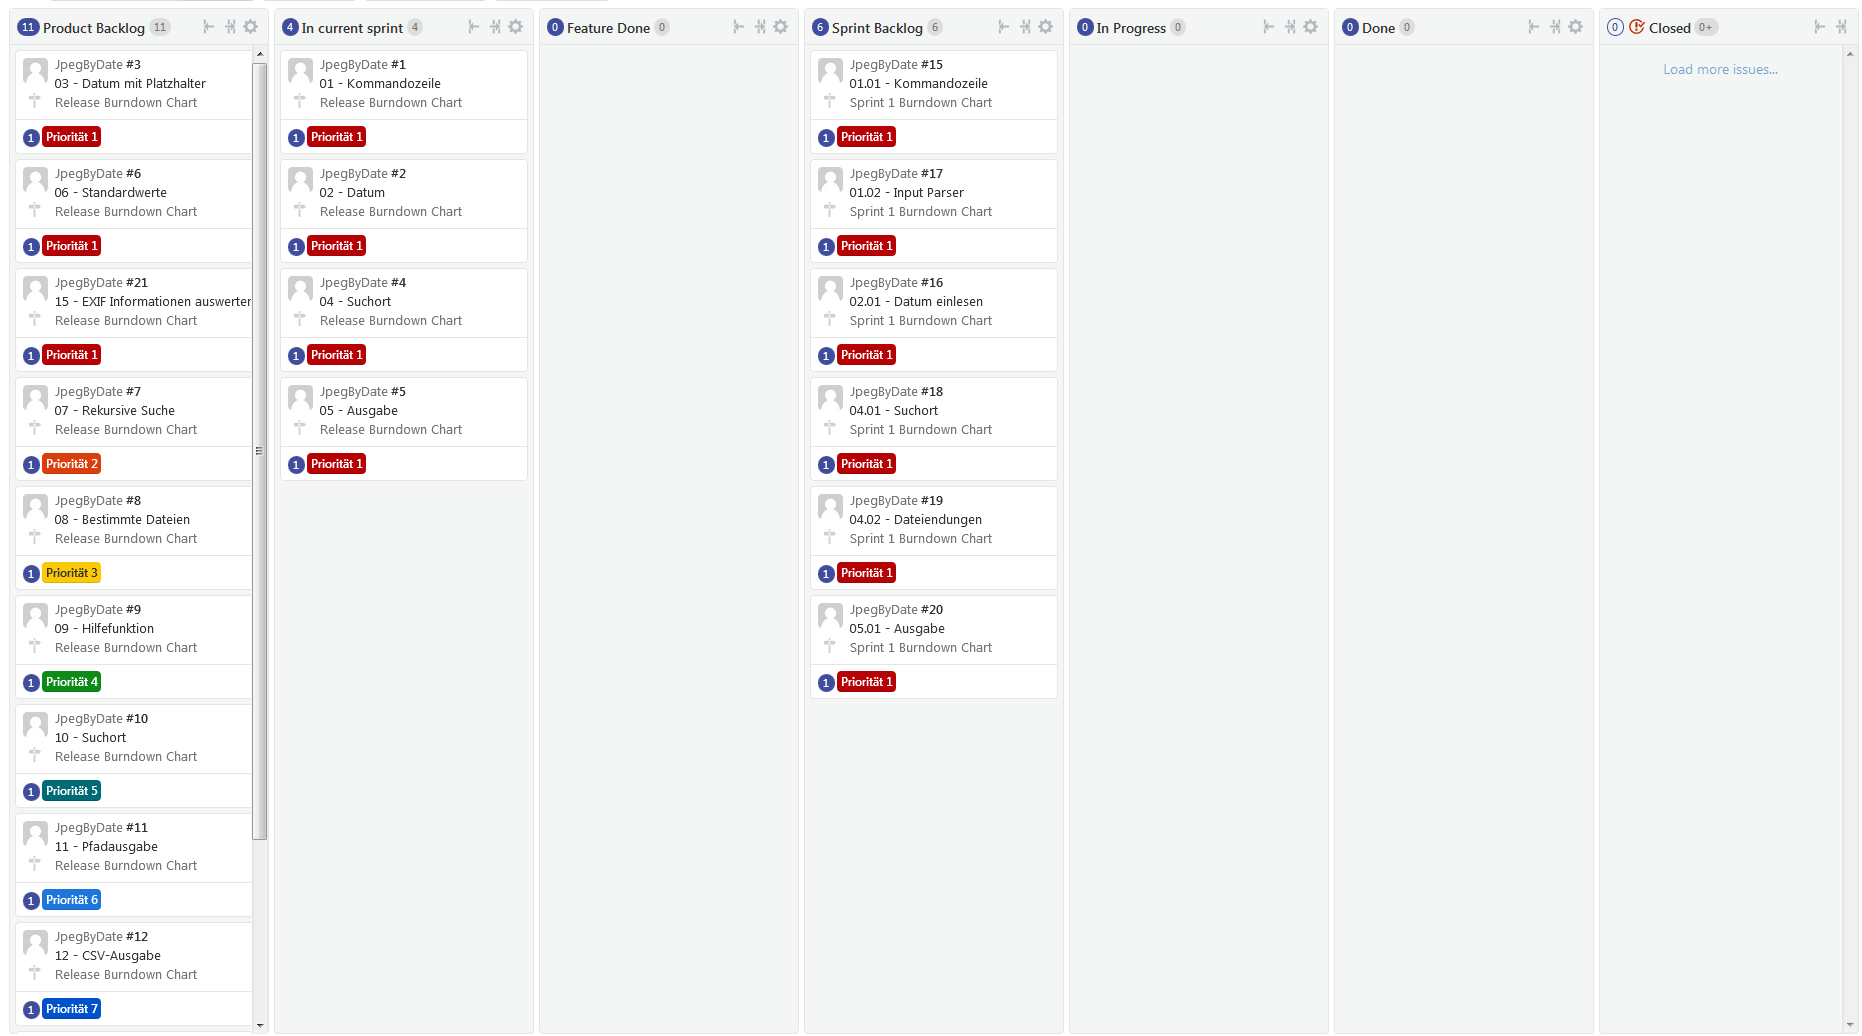 11 Product Backlog 11
JpegByDate #3
03 - Datum mit Platzhalter
Release Burndown Chart
1 Priorität 1
JpegByDate #6
06 - Standardwerte
Release Burndown Chart
1 Priorität 1
JpegByDate #21
15 - EXIF Informationen auswerten
Release Burndown Chart
1 Priorität 1
JpegByDate #7
07 - Rekursive Suche
Release Burndown Chart
1 Priorität 2
JpegByDate #8
08 - Bestimmte Dateien
Release Burndown Chart
1 Priorität 3
JpegByDate #9
09 - Hilfefunktion
Release Burndown Chart
1 Priorität 4
JpegByDate #10
10 - Suchort
Release Burndown Chart
1 Priorität 5
JpegByDate #11
11 - Pfadausgabe
Release Burndown Chart
1 Priorität 6
JpegByDate #12
12 - CSV-Ausgabe
Release Burndown Chart
1 Priorität 7
4 In current sprint 4
JpegByDate #1
01 - Kommandozeile
Release Burndown Chart
1 Priorität 1
JpegByDate #2
02 - Datum
Release Burndown Chart
1 Priorität 1
JpegByDate #4
04 - Suchort
Release Burndown Chart
1 Priorität 1
JpegByDate #5
05 - Ausgabe
Release Burndown Chart
1 Priorität 1
0 Feature Done 0
6 Sprint Backlog 6
JpegByDate #15
01.01 - Kommandozeile
Sprint 1 Burndown Chart
1 Priorität 1
JpegByDate #17
01.02 - Input Parser
Sprint 1 Burndown Chart
1 Priorität 1
JpegByDate #16
02.01 - Datum einlesen
Sprint 1 Burndown Chart
1 Priorität 1
JpegByDate #18
04.01 - Suchort
Sprint 1 Burndown Chart
1 Priorität 1
JpegByDate #19
04.02 - Dateiendungen
Sprint 1 Burndown Chart
1 Priorität 1
JpegByDate #20
05.01 - Ausgabe
Sprint 1 Burndown Chart
1 Priorität 1
0 In Progress 0
0 Done 0
0 Closed 0+
Load more issues...